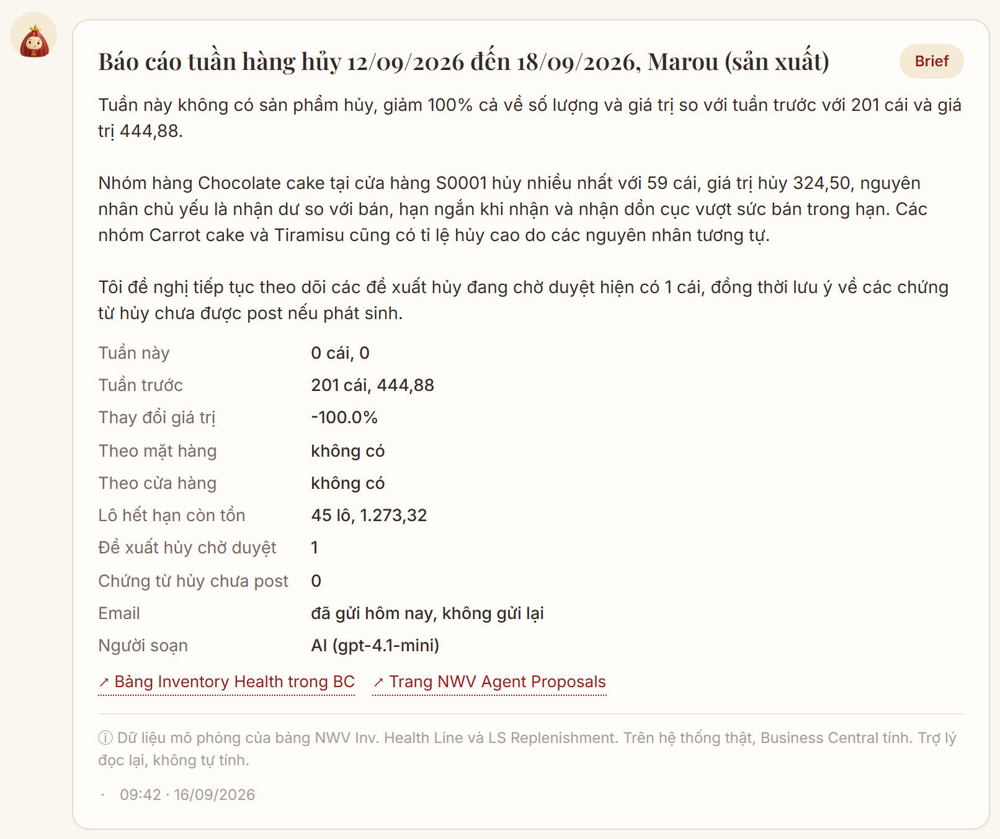 Báo cáo tuần hàng hủy 12/09/2026 đến 18/09/2026, Marou (sản xuất)
Brief
Tuần này không có sản phẩm hủy, giảm 100% cả về số lượng và giá trị so với tuần trước với 201 cái và giá
trị 444,88.
Nhóm hàng Chocolate cake tại cửa hàng S0001 hủy nhiều nhất với 59 cái, giá trị hủy 324,50, nguyên
nhân chủ yếu là nhận dư so với bán, hạn ngắn khi nhận và nhận dồn cục vượt sức bán trong hạn. Các
nhóm Carrot cake và Tiramisu cũng có tỉ lệ hủy cao do các nguyên nhân tương tự.
Tôi đề nghị tiếp tục theo dõi các đề xuất hủy đang chờ duyệt hiện có 1 cái, đồng thời lưu ý về các chứng
từ hủy chưa được post nếu phát sinh.
Tuần này 0 cái, 0
Tuần trước 201 cái, 444,88
Thay đổi giá trị -100.0%
Theo mặt hàng không có
Theo cửa hàng không có
Lô hết hạn còn tồn 45 lô, 1.273,32
Đề xuất hủy chờ duyệt 1
Chứng từ hủy chưa post 0
Email đã gửi hôm nay, không gửi lại
Người soạn AI (gpt-4.1-mini)
↗ Bảng Inventory Health trong BC ↗ Trang NWV Agent Proposals
ⓘ Dữ liệu mô phỏng của bảng NWV Inv. Health Line và LS Replenishment. Trên hệ thống thật, Business Central tính. Trợ lý
đọc lại, không tự tính.
· 09:42 · 16/09/2026